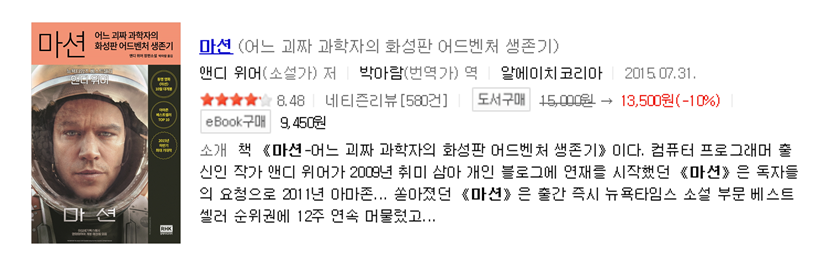 마션
어느 괴짜 과학자의
화성판 어드벤처 생존기
앤디 위어
마션
RHK
마션 (어느 괴짜 과학자의 화성판 어드벤처 생존기)
앤디 위어(소설가) 저 | 박아람(번역가) 역 | 알에이치코리아 | 2015.07.31.
8.48 | 네티즌리뷰[580건] | 도서구매 15,000원 → 13,500원(-10%) |
eBook구매 9,450원
소개 책 《마션-어느 괴짜 과학자의 화성판 어드벤처 생존기》이다. 컴퓨터 프로그래머 출
신인 작가 앤디 위어가 2009년 취미 삼아 개인 블로그에 연재를 시작했던 《마션》은 독자들
의 요청으로 2011년 아마존... 쏟아졌던 《마션》은 출간 즉시 뉴욕타임스 소설 부문 베스트
셀러 순위권에 12주 연속 머물렀고...